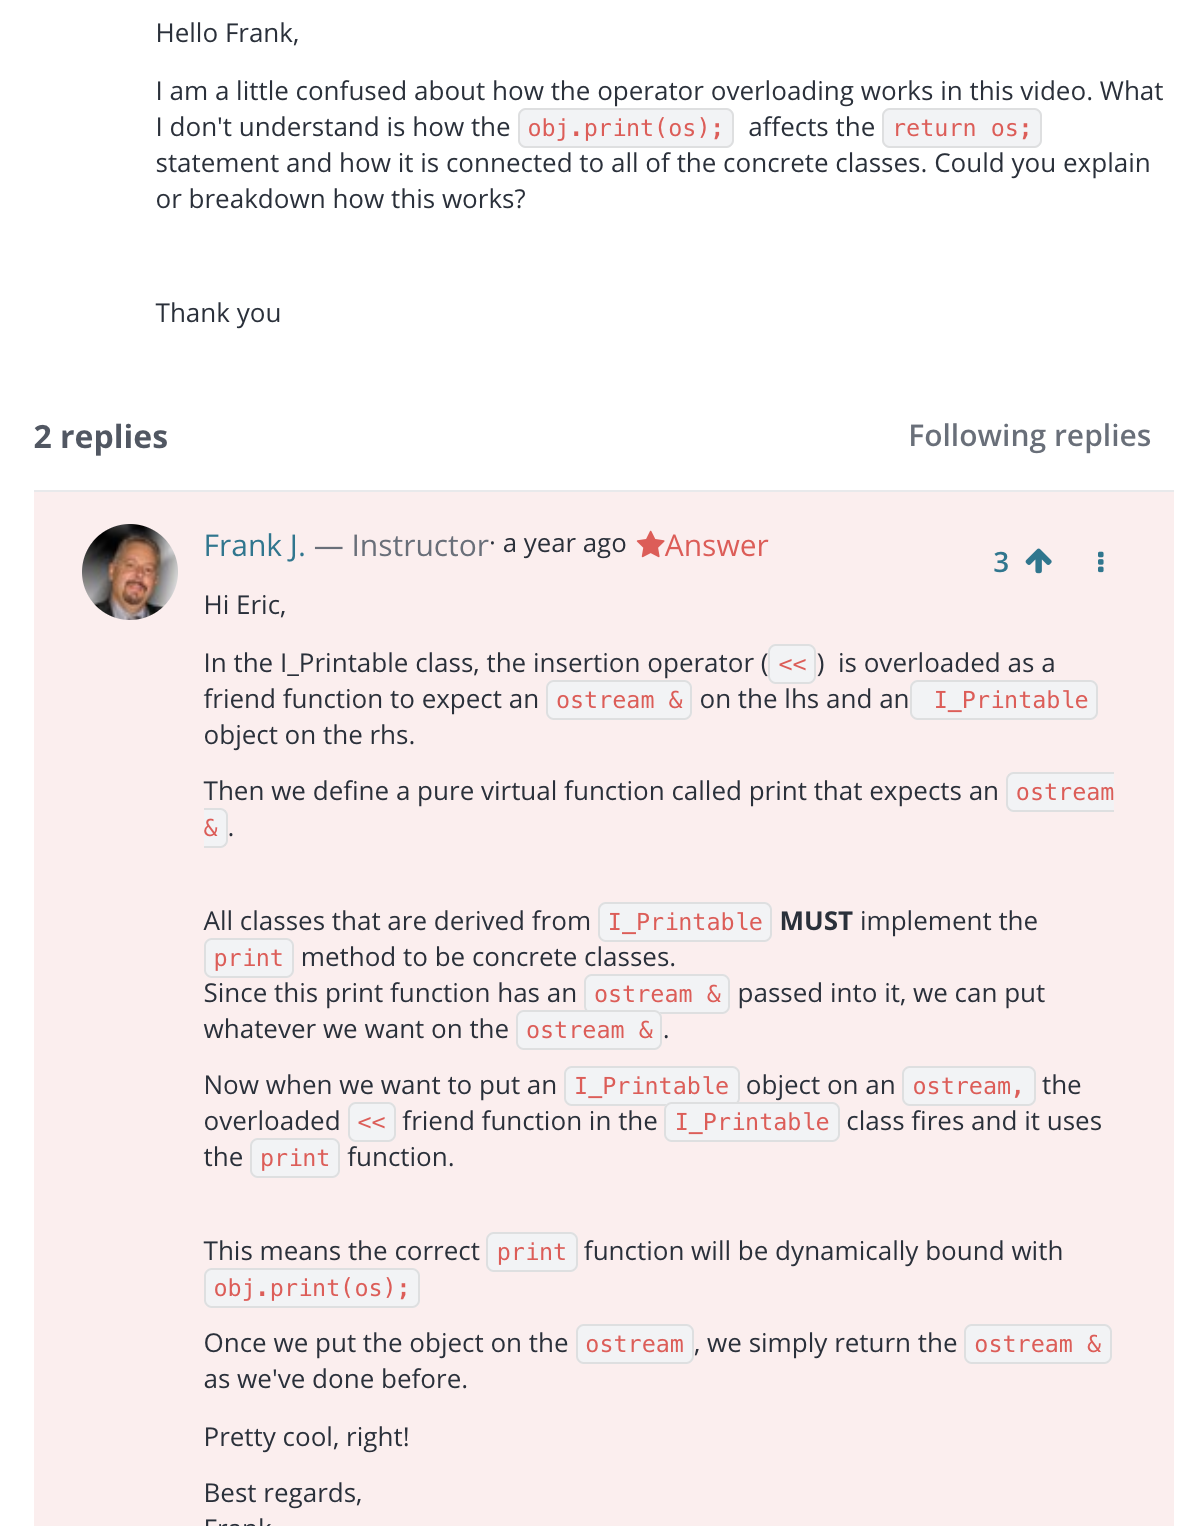 Hello Frank,
I am a little confused about how the operator overloading works in this video. What
I don't understand is how the obj.print(os); affects the return os;
statement and how it is connected to all of the concrete classes. Could you explain
or breakdown how this works?
Thank you
2 replies
Following replies
Frank J. — Instructor· a year ago ★Answer
3
Hi Eric,
In the I_Printable class, the insertion operator (<<) is overloaded as a
friend function to expect an ostream & on the lhs and an I_Printable
object on the rhs.
Then we define a pure virtual function called print that expects an ostream
&.
All classes that are derived from I_Printable MUST implement the
print method to be concrete classes.
Since this print function has an ostream & passed into it, we can put
whatever we want on the ostream &.
Now when we want to put an I_Printable object on an ostream, the
overloaded << friend function in the I_Printable class fires and it uses
the print function.
This means the correct print function will be dynamically bound with
obj.print(os);
Once we put the object on the ostream, we simply return the ostream &
as we've done before.
Pretty cool, right!
Best regards,
Frank